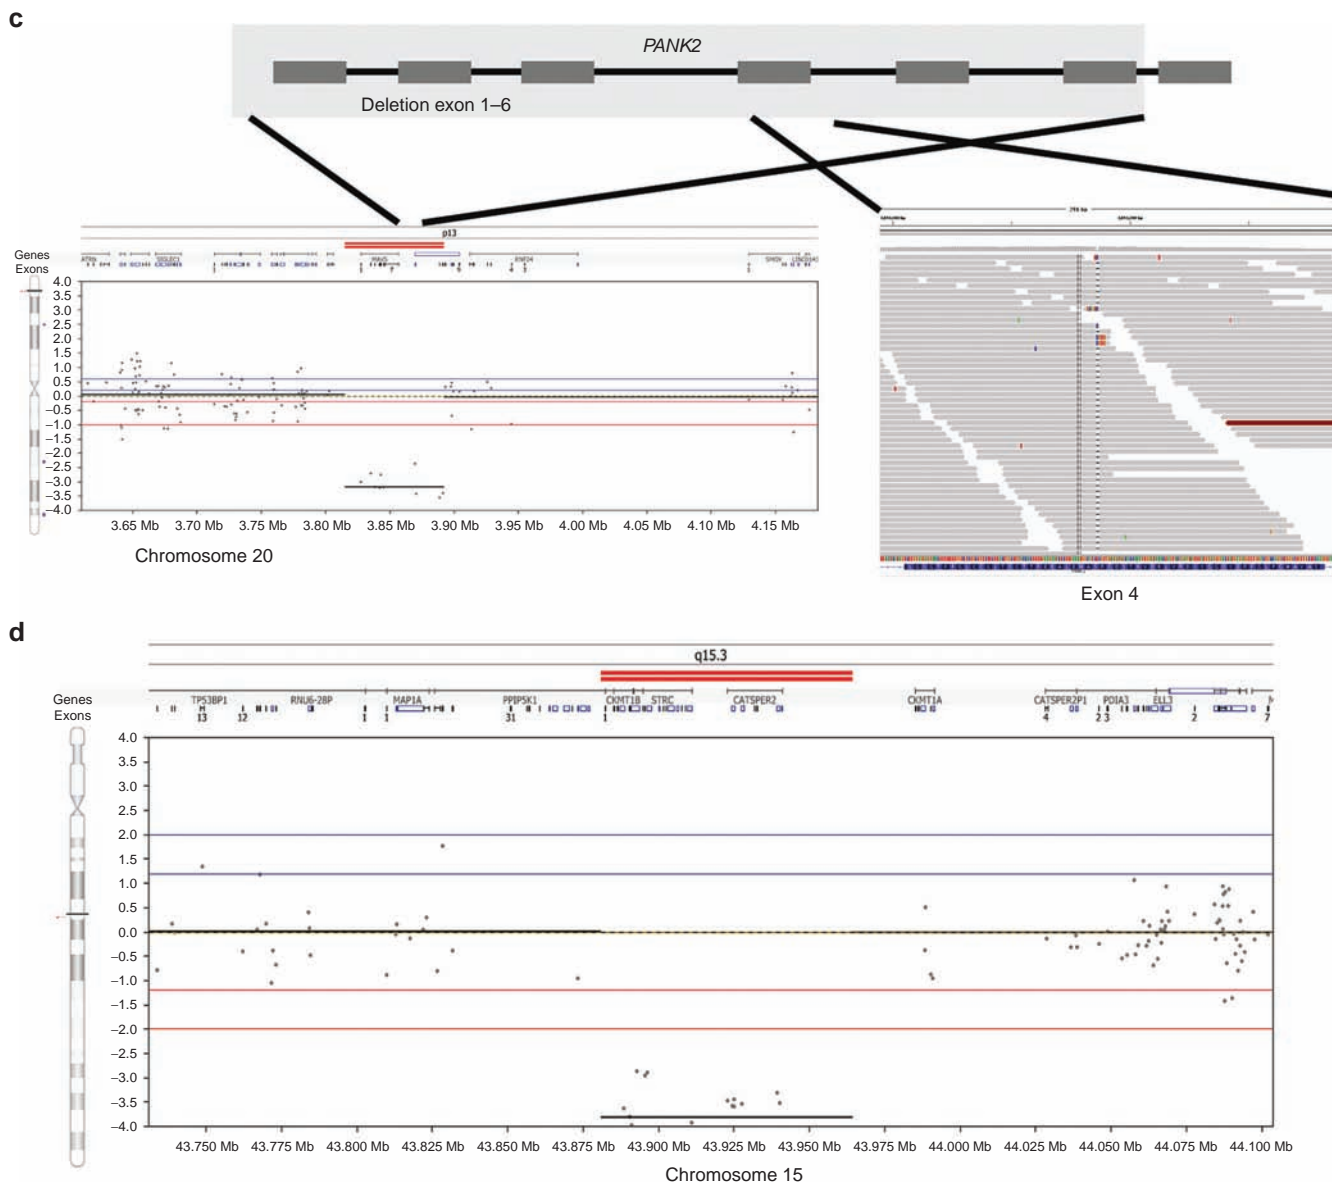 c
PANK2
Deletion exon 1–6
p13
Genes
Exons
ATRN SIGLEC1 MAVS RNF24 SMOX
4.0
3.5
3.0
2.5
2.0
1.5
1.0
0.5
0.0
–0.5
–1.0
–1.5
–2.0
–2.5
–3.0
–3.5
–4.0
3.65 Mb 3.70 Mb 3.75 Mb 3.80 Mb 3.85 Mb 3.90 Mb 3.95 Mb 4.00 Mb 4.05 Mb 4.10 Mb 4.15 Mb
Chromosome 20
Exon 4
d
q15.3
Genes
Exons
TP53BP1 RNU6-28P MAP1A PPIP5K1 CKMT1B STRC CATSPER2 CKMT1A CATSPER2P1 PDIA3 ELL3
13 12 1 1 31 1 4 2 3 2 7
4.0
3.5
3.0
2.5
2.0
1.5
1.0
0.5
0.0
–0.5
–1.0
–1.5
–2.0
–2.5
–3.0
–3.5
–4.0
43.750 Mb 43.775 Mb 43.800 Mb 43.825 Mb 43.850 Mb 43.875 Mb 43.900 Mb 43.925 Mb 43.950 Mb 43.975 Mb 44.000 Mb 44.025 Mb 44.050 Mb 44.075 Mb 44.100 Mb
Chromosome 15